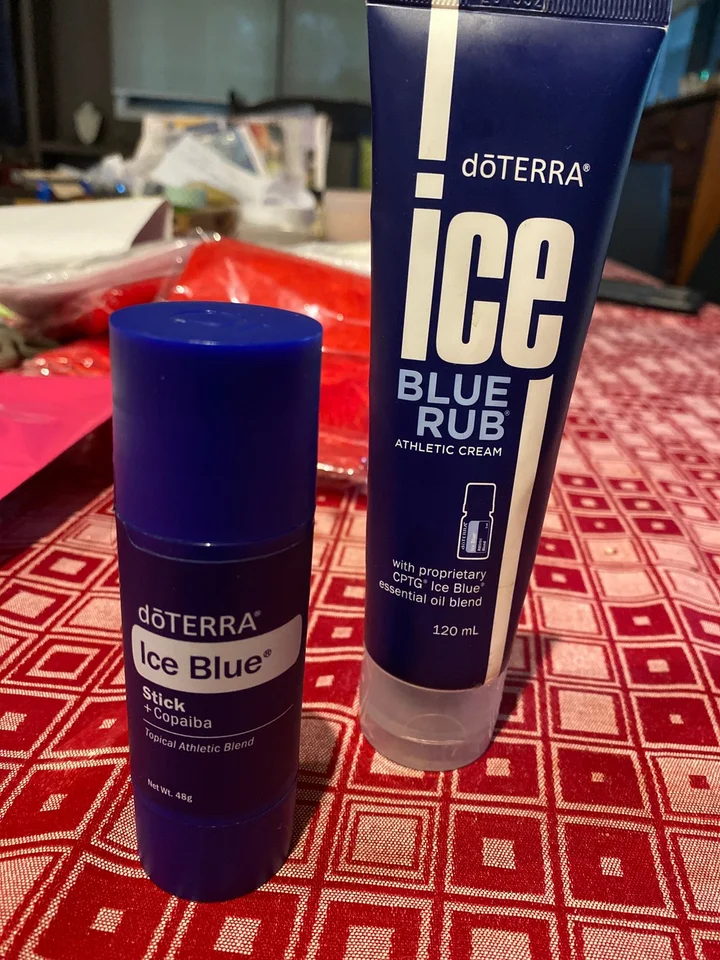 dōTERRA®
ice
BLUE
RUB®
ATHLETIC CREAM
with proprietary
CPTG® Ice Blue®
essential oil blend
120 mL
dōTERRA®
Ice Blue®
Stick
+ Copaiba
Topical Athletic Blend
Net Wt. 48g